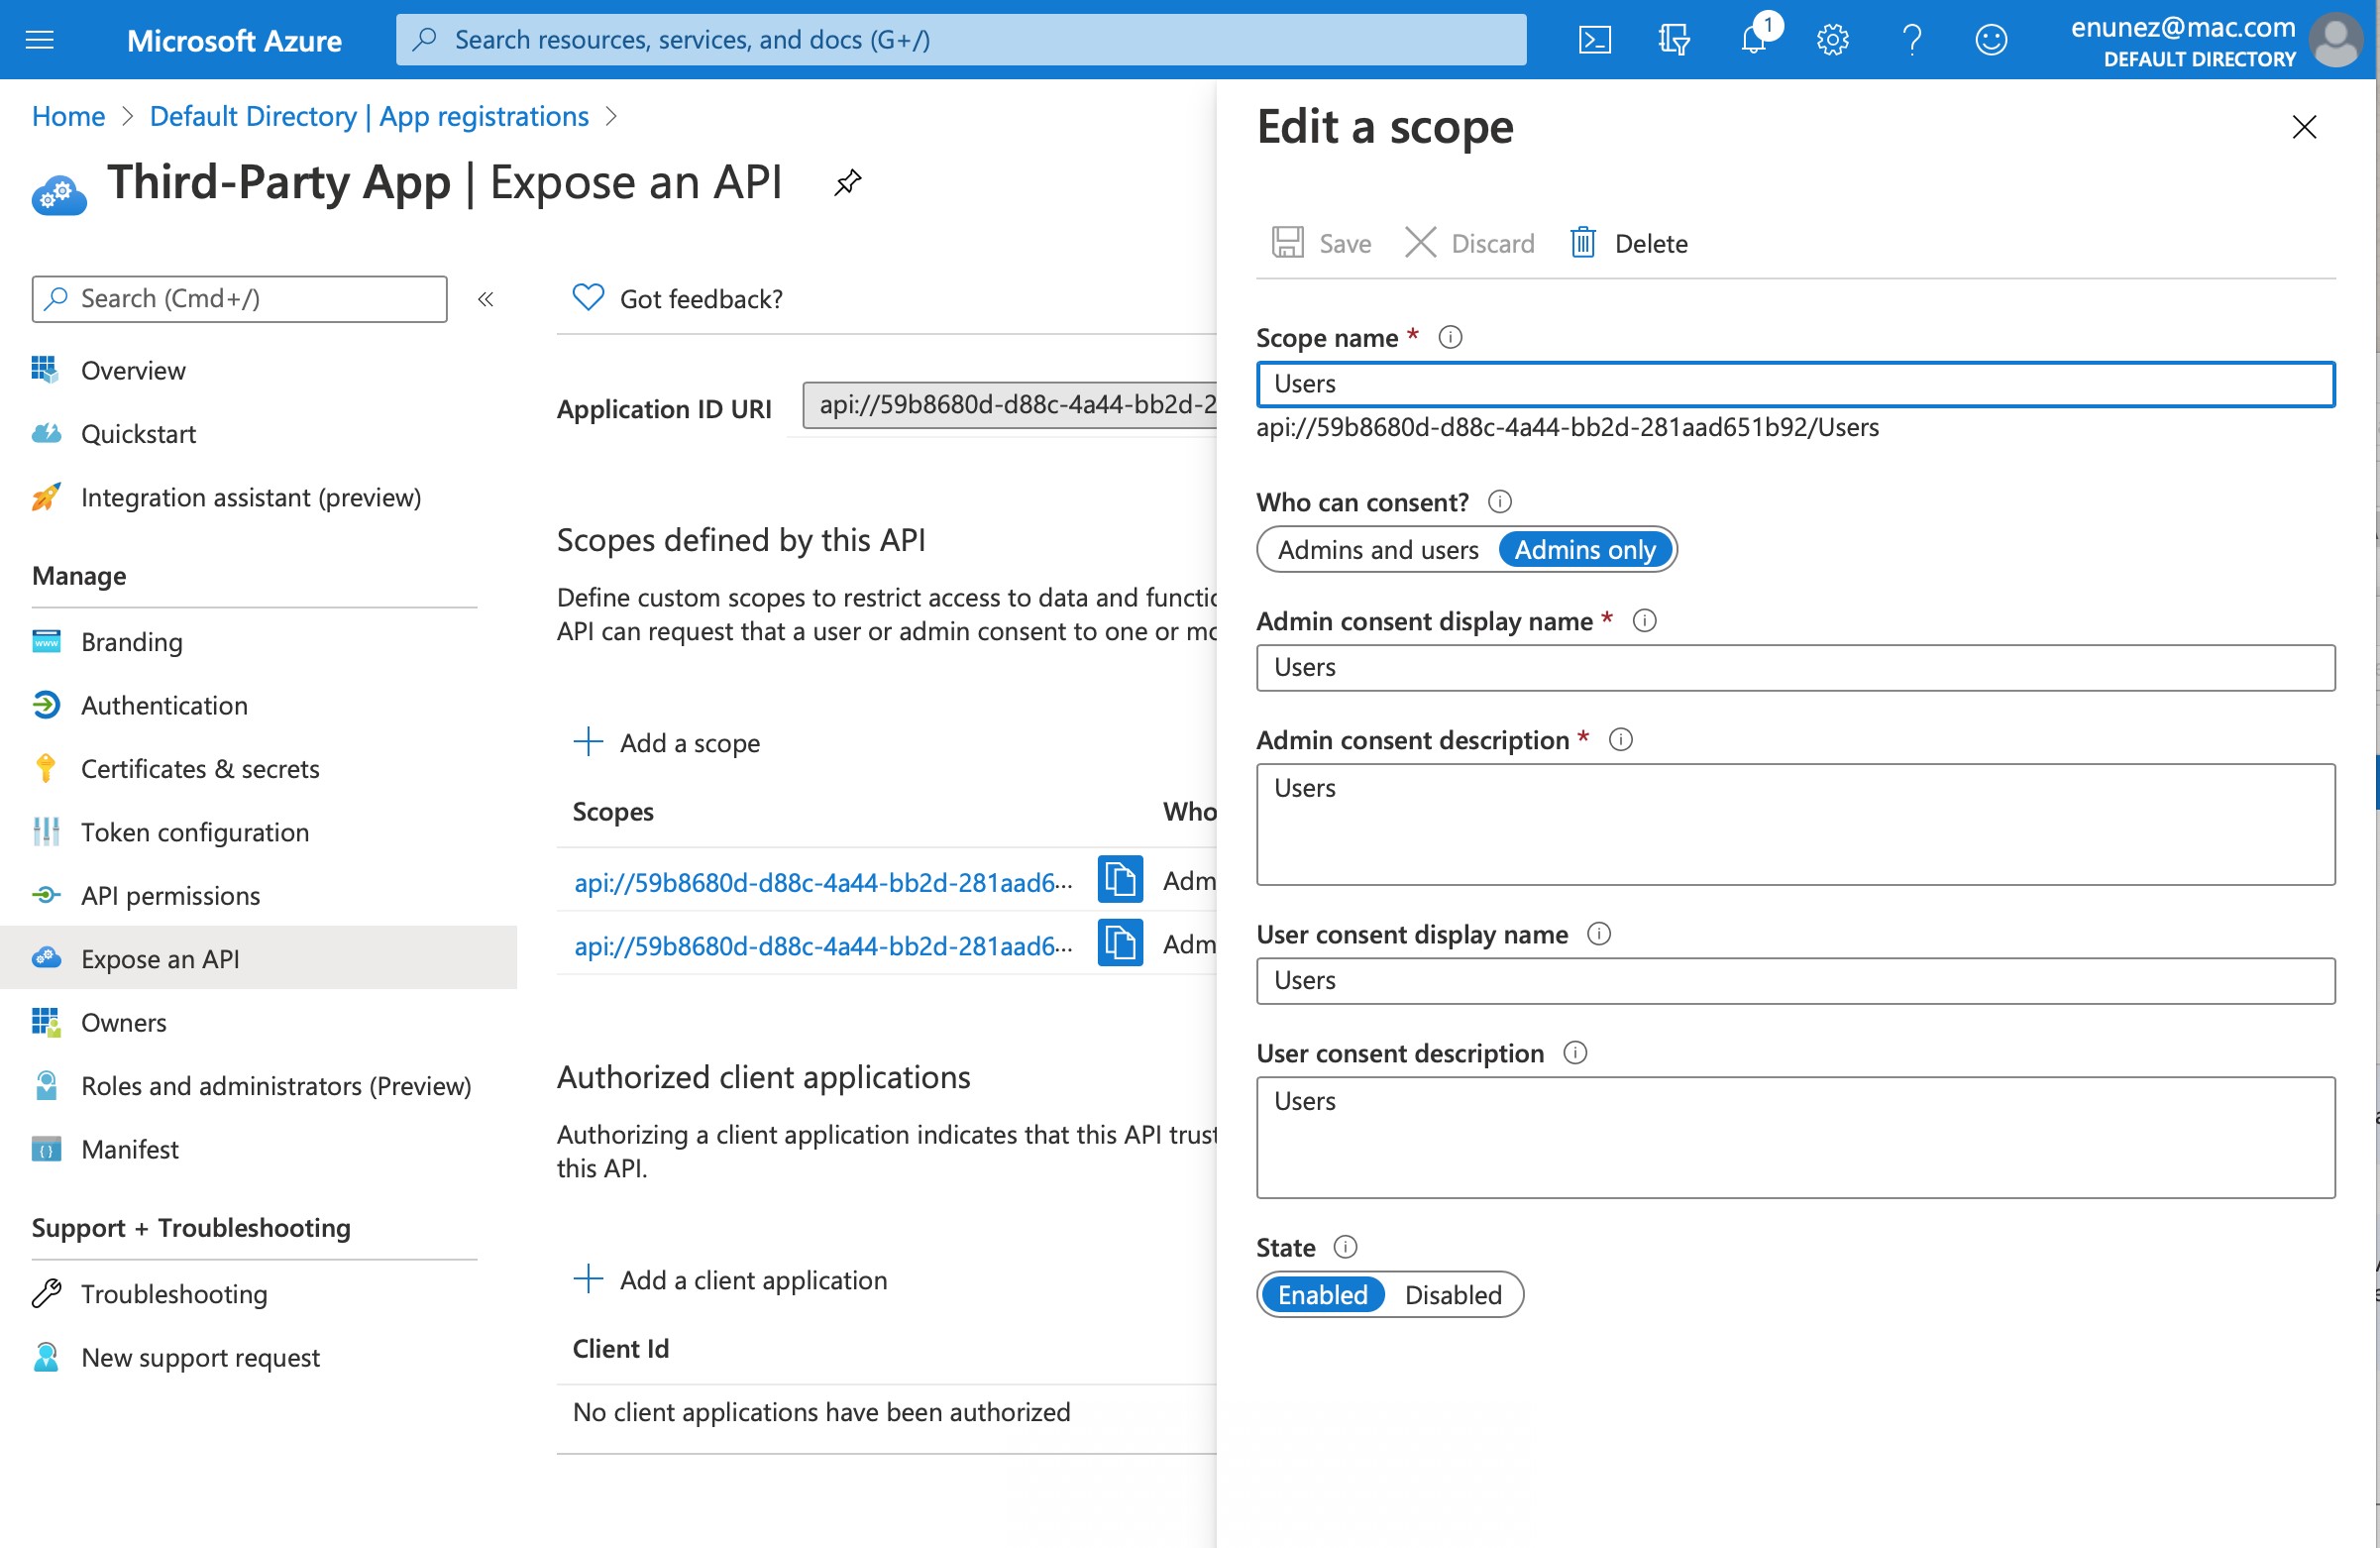 Microsoft Azure
Search resources, services, and docs (G+/)
1
enunez@mac.com
DEFAULT DIRECTORY
Home > Default Directory | App registrations >
Third-Party App | Expose an API
Search (Cmd+/)
«
Overview
Quickstart
Integration assistant (preview)
Manage
Branding
Authentication
Certificates & secrets
Token configuration
API permissions
Expose an API
Owners
Roles and administrators (Preview)
Manifest
Support + Troubleshooting
Troubleshooting
New support request
Got feedback?
Application ID URI
api://59b8680d-d88c-4a44-bb2d-2
Scopes defined by this API
Define custom scopes to restrict access to data and functio
API can request that a user or admin consent to one or mo
Add a scope
Scopes Who
api://59b8680d-d88c-4a44-bb2d-281aad6... Adm
api://59b8680d-d88c-4a44-bb2d-281aad6... Adm
Authorized client applications
Authorizing a client application indicates that this API trust
this API.
Add a client application
Client Id
No client applications have been authorized
Edit a scope
Save Discard Delete
Scope name *
Users
api://59b8680d-d88c-4a44-bb2d-281aad651b92/Users
Who can consent?
Admins and users Admins only
Admin consent display name *
Users
Admin consent description *
Users
User consent display name
Users
User consent description
Users
State
Enabled Disabled